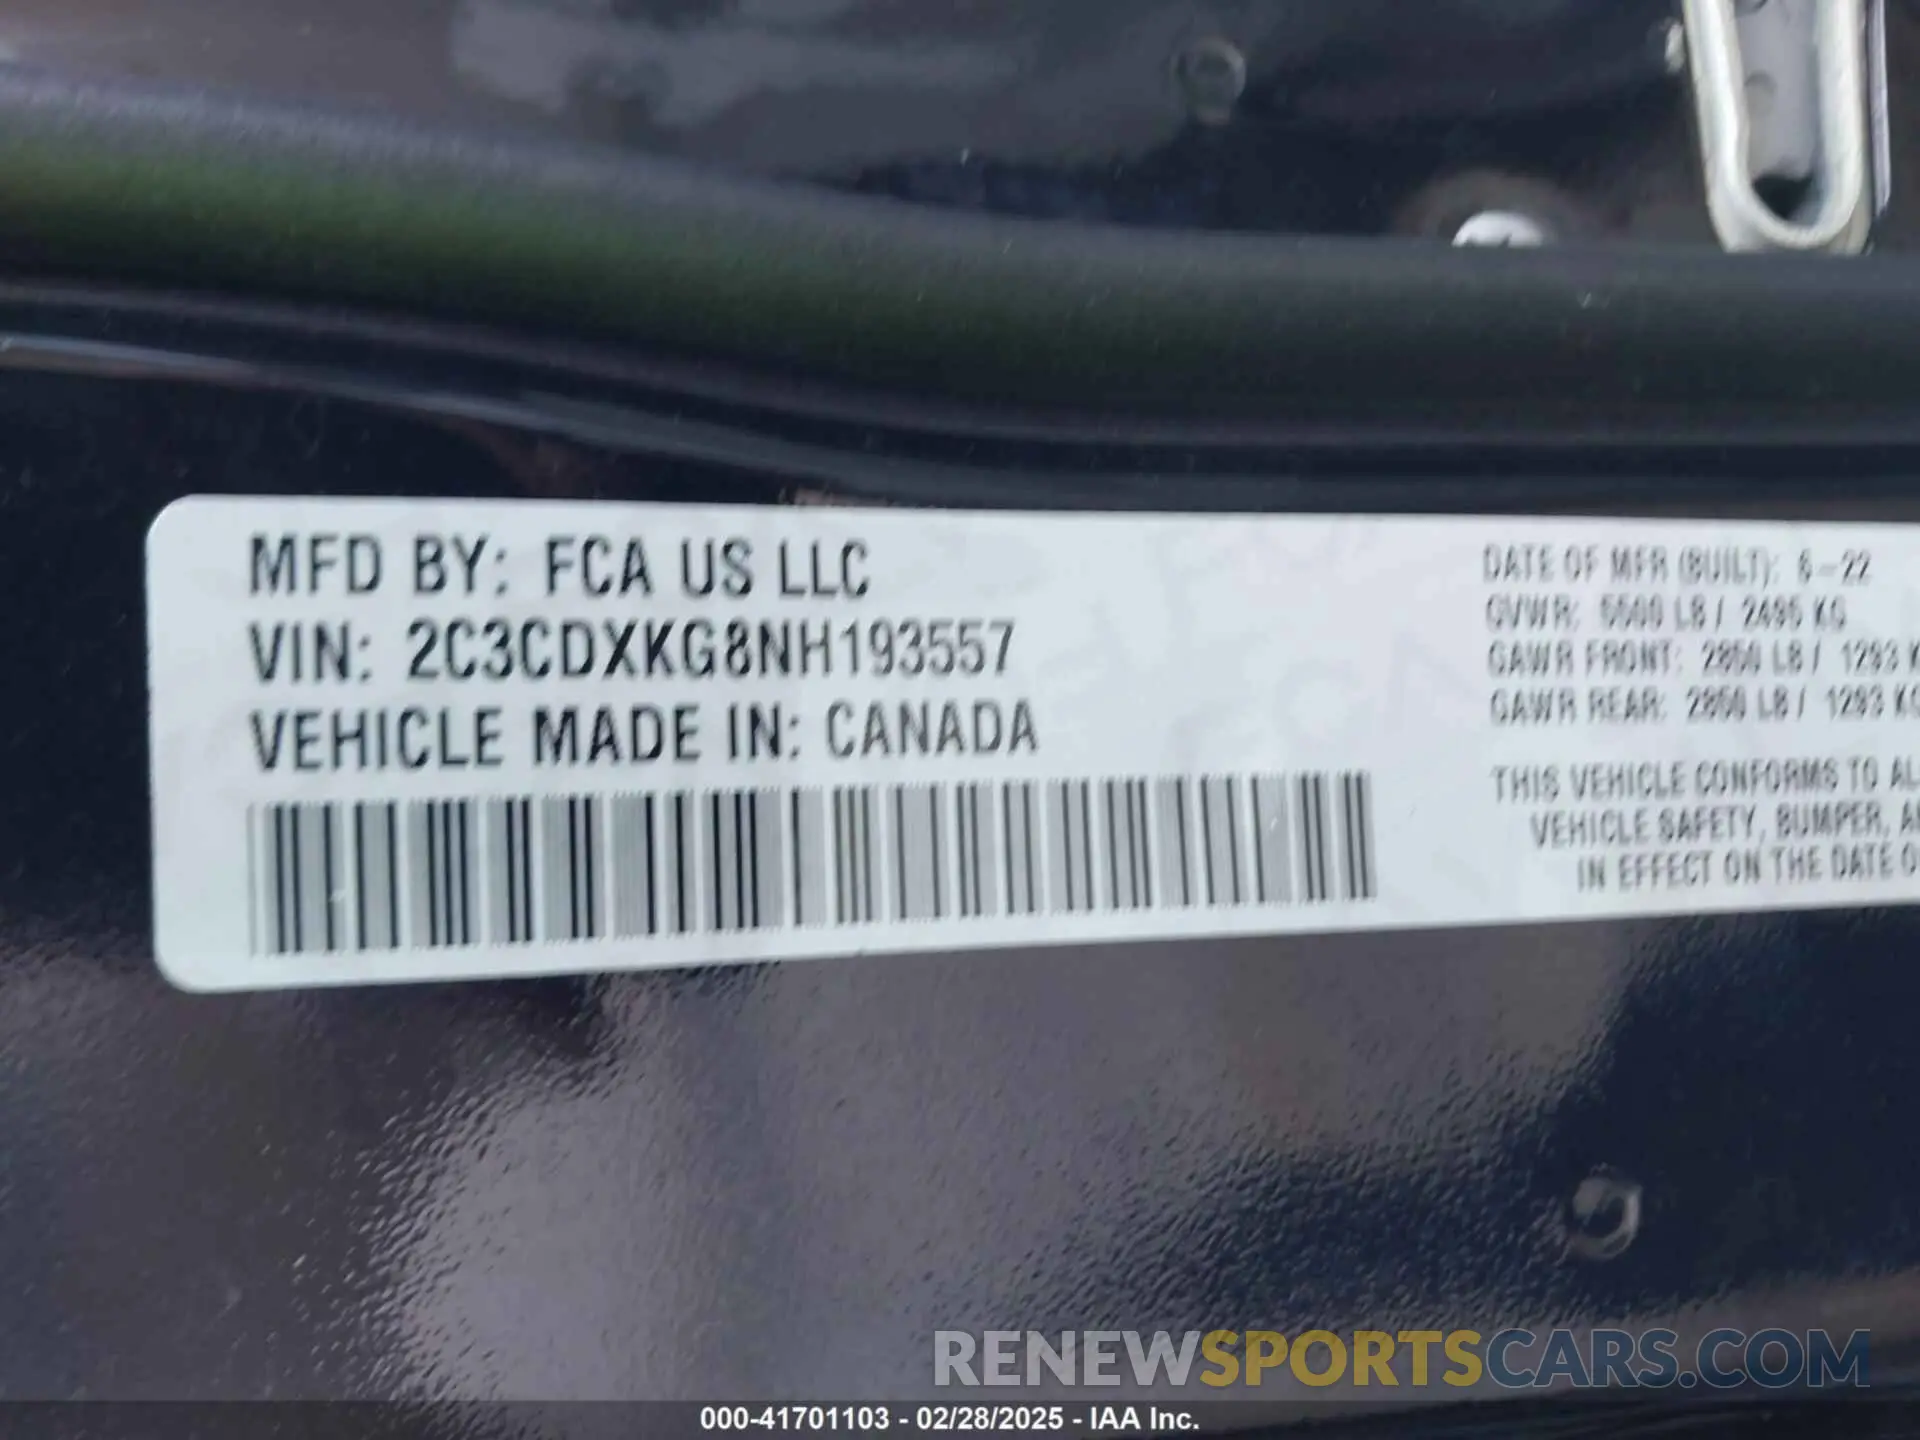 MFD BY: FCA US LLC
VIN: 2C3CDXKG8NH193557
VEHICLE MADE IN: CANADA
DATE OF MFR (BUILT): 6-22
GVWR: 5500 LB / 2495 KG
GAWR FRONT: 2850 LB / 1293 K
GAWR REAR: 2850 LB / 1293 KG
THIS VEHICLE CONFORMS TO AL
VEHICLE SAFETY, BUMPER, A
IN EFFECT ON THE DATE O
RENEWSPORTSCARS.COM
000-41701103 - 02/28/2025 - IAA Inc.